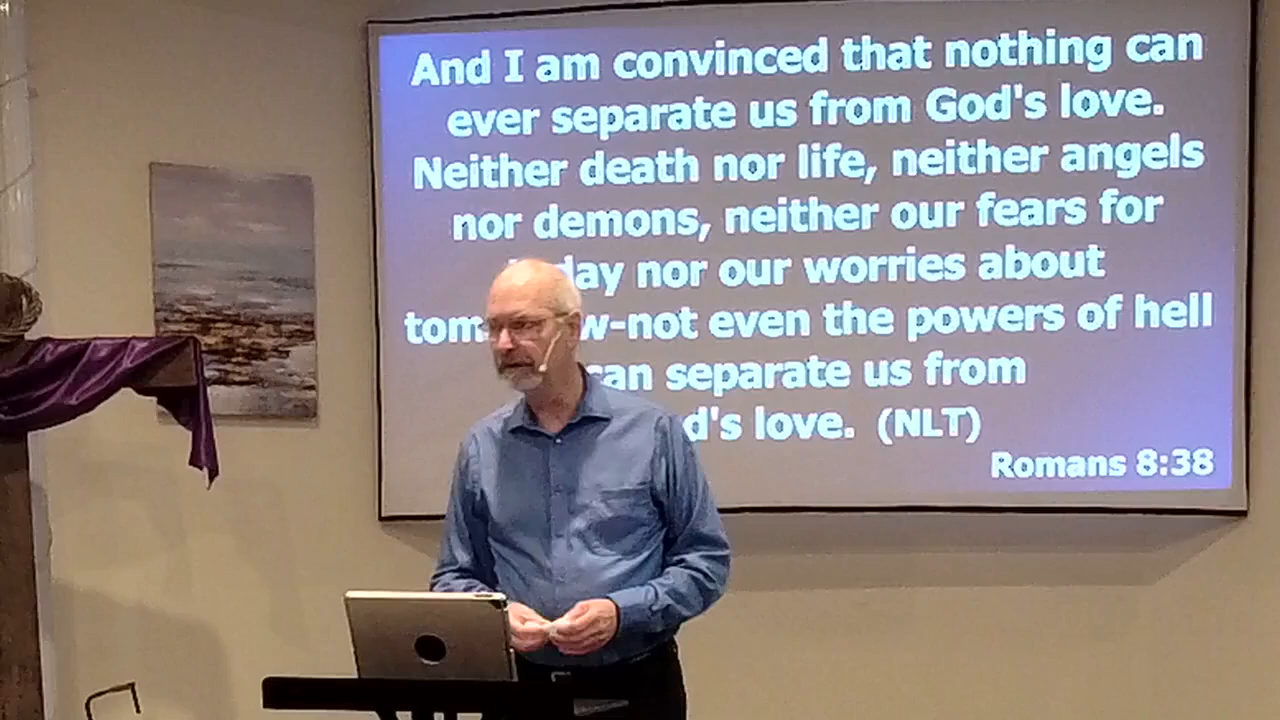 And I am convinced that nothing can
ever separate us from God's love.
Neither death nor life, neither angels
nor demons, neither our fears for
nor our worries about
not even the powers of hell
can separate us from
love. (NLT)
Romans 8:38